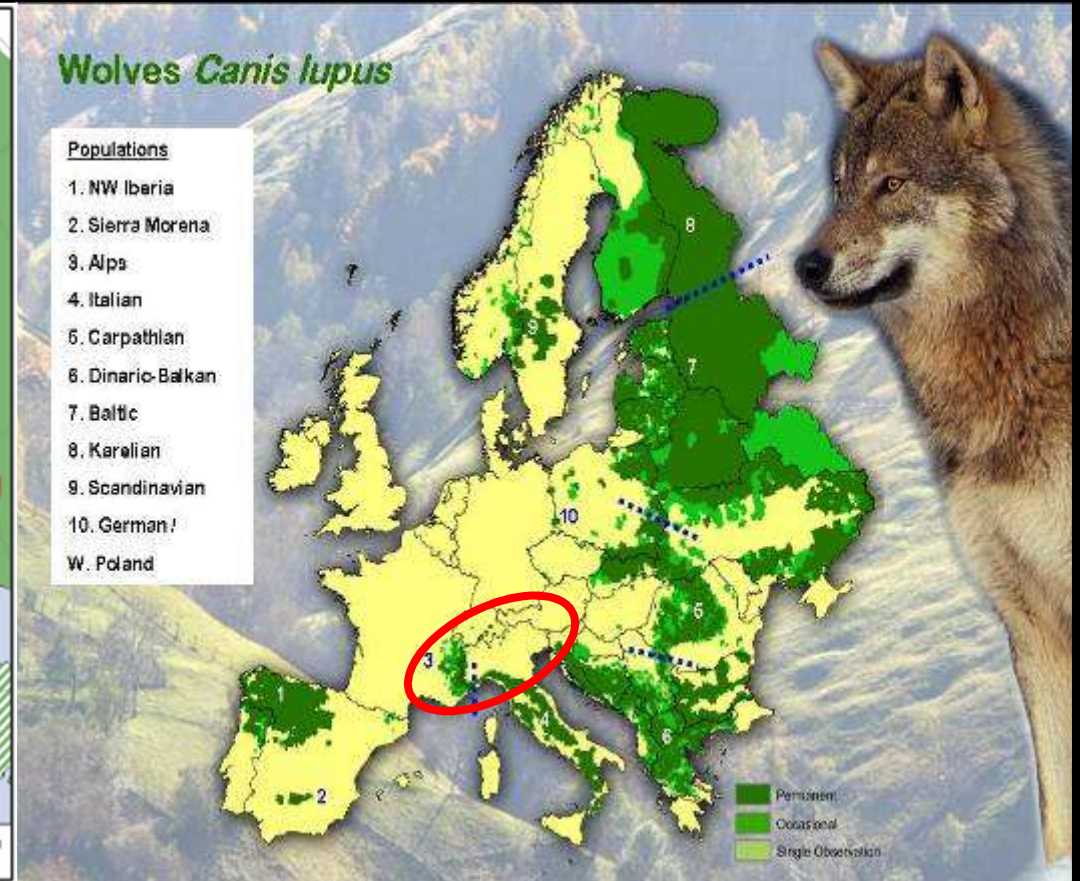 Wolves Canis lupus
Populations
1. NW Iberia
2. Sierra Morena
3. Alps
4. Italian
5. Carpathian
6. Dinaric-Balkan
7. Baltic
8. Karelian
9. Scandinavian
10. German /
W. Poland
8
9
7
10
5
3
1
4
6
2
Permanent
Occasional
Single Observation